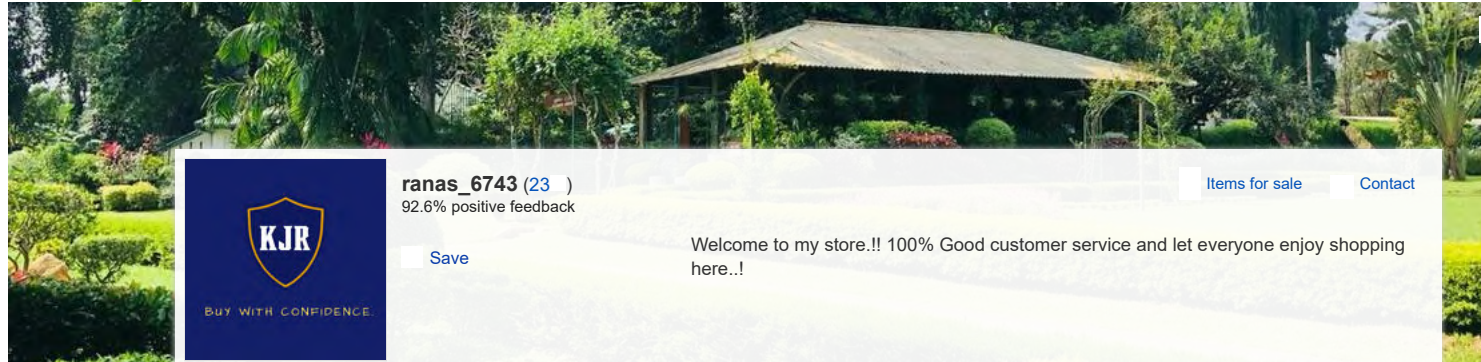 KJR
BUY WITH CONFIDENCE.
ranas_6743 (23 )
92.6% positive feedback
Save
Items for sale
Contact
Welcome to my store.!! 100% Good customer service and let everyone enjoy shopping
here..!